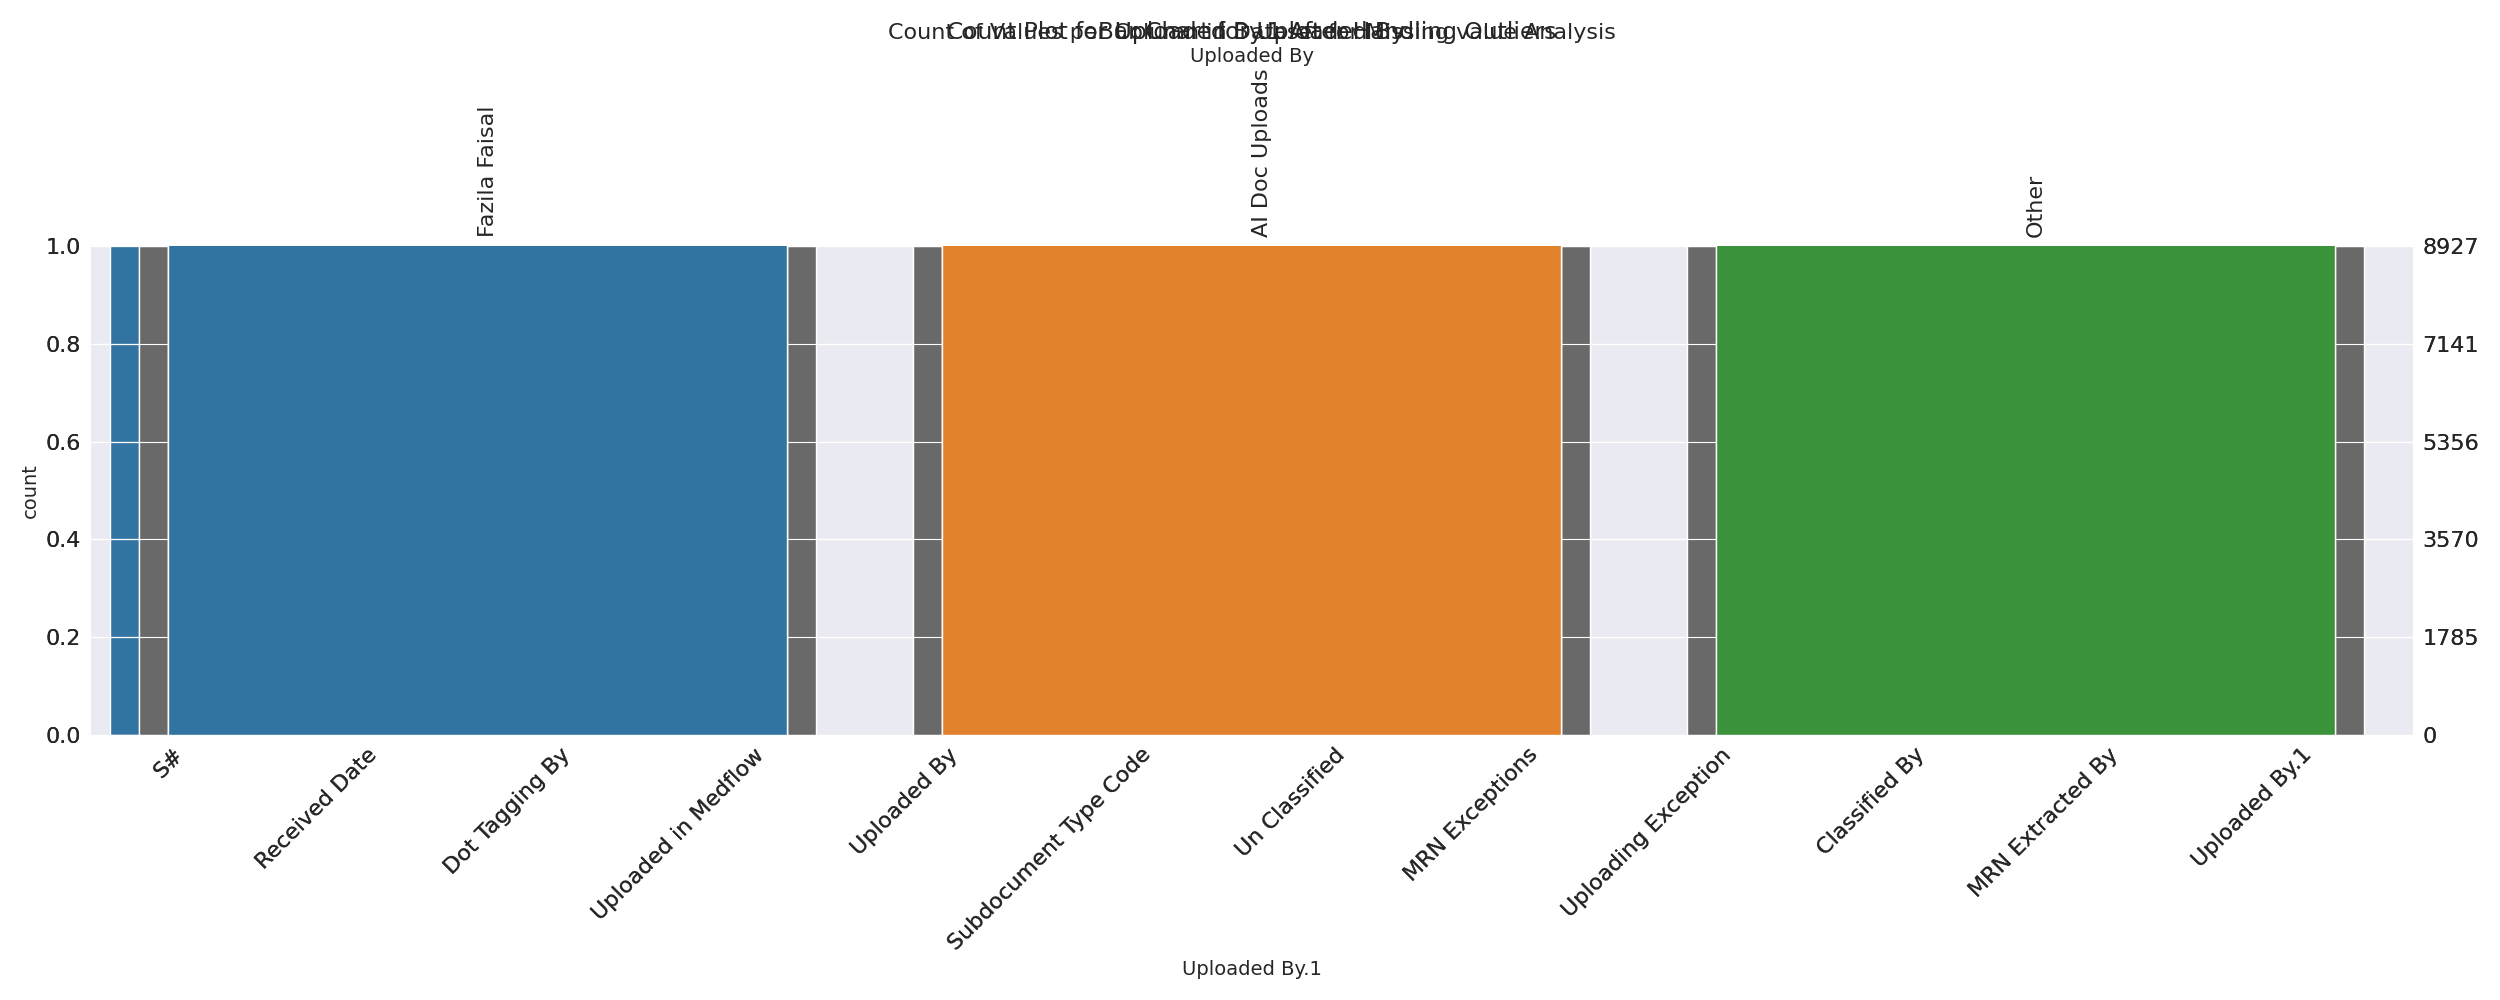 Uploaded By
Fazila Faisal
AI Doc Uploads
Other
1.0
0.8
0.6
0.4
0.2
0.0
count
8927
7141
5356
3570
1785
0
S#
Received Date
Dot Tagging By
Uploaded in Medflow
Uploaded By
Subdocument Type Code
Un Classified
MRN Exceptions
Uploading Exception
Classified By
MRN Extracted By
Uploaded By.1
Uploaded By.1